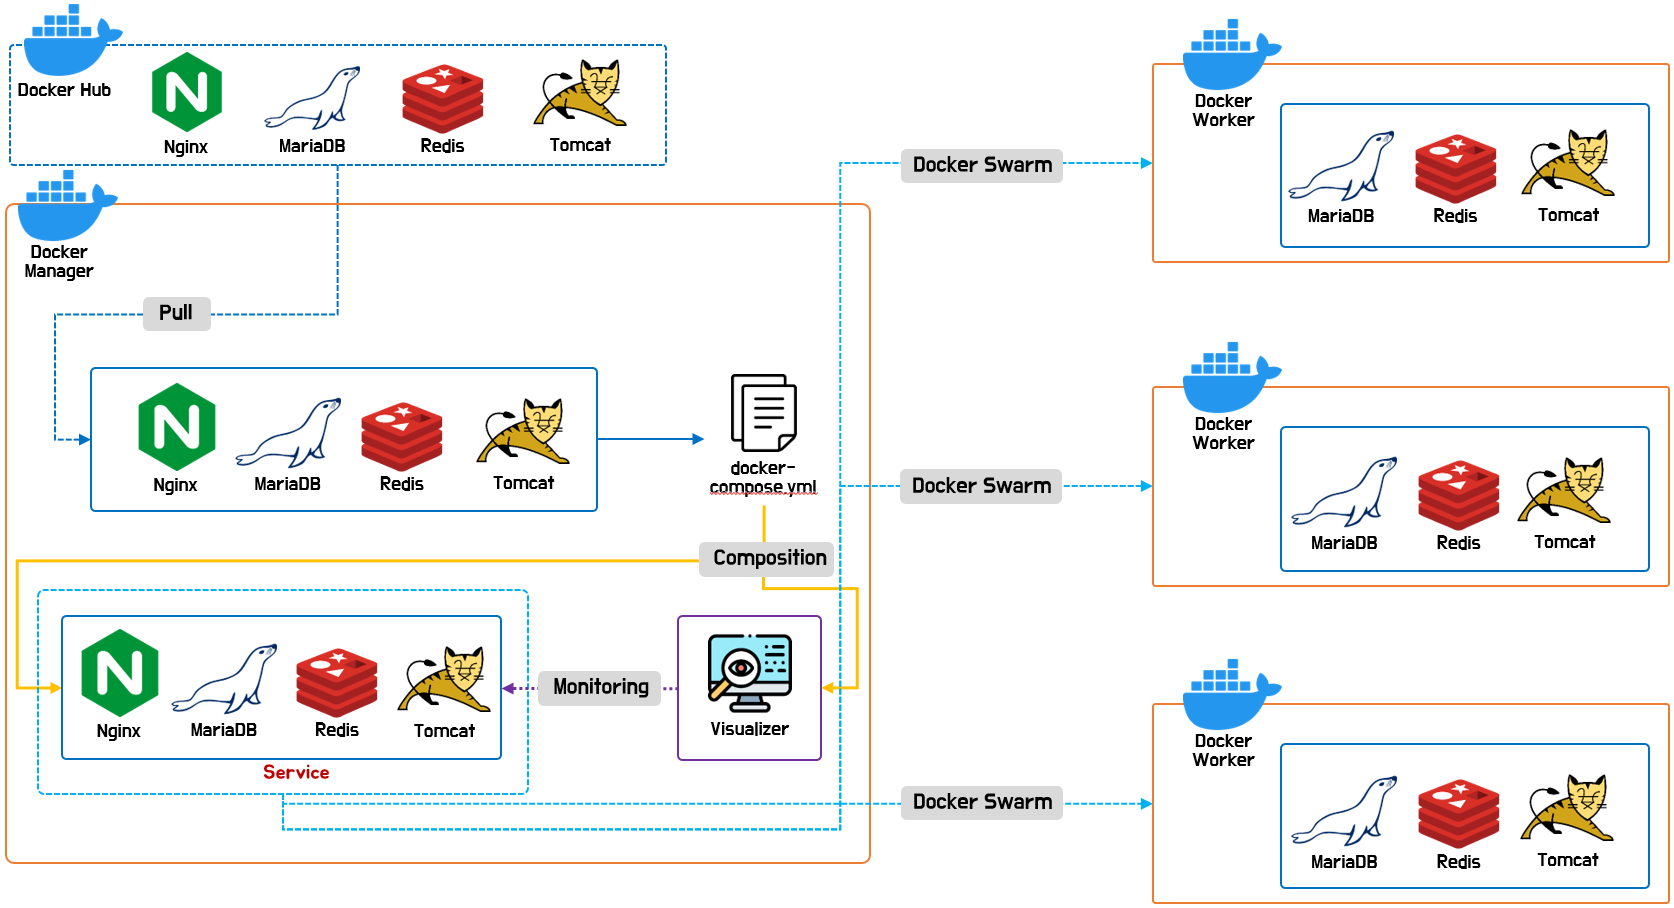 Docker Hub
Nginx
MariaDB
Redis
Tomcat
Docker
Manager
Pull
Nginx
MariaDB
Redis
Tomcat
docker-
compose.yml
Composition
Nginx
MariaDB
Redis
Tomcat
Service
Monitoring
Visualizer
Docker Swarm
Docker
Worker
MariaDB
Redis
Tomcat
Docker Swarm
Docker
Worker
MariaDB
Redis
Tomcat
Docker Swarm
Docker
Worker
MariaDB
Redis
Tomcat